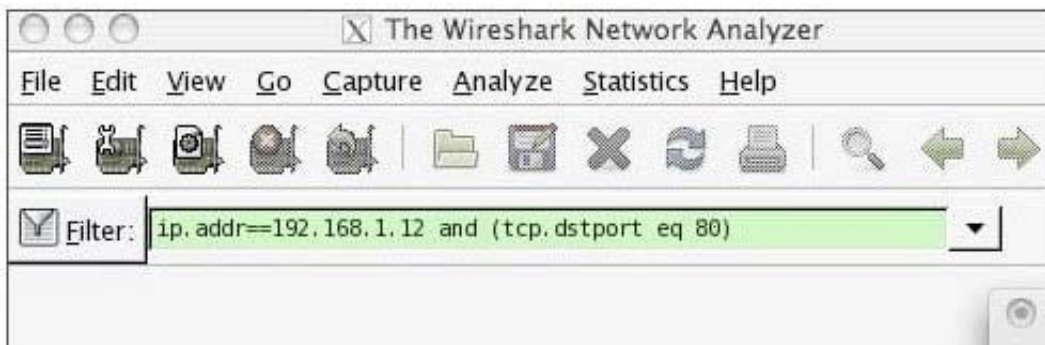 The Wireshark Network Analyzer
File Edit View Go Capture Analyze Statistics Help
Filter: ip.addr==192.168.1.12 and (tcp.dstport eq 80)